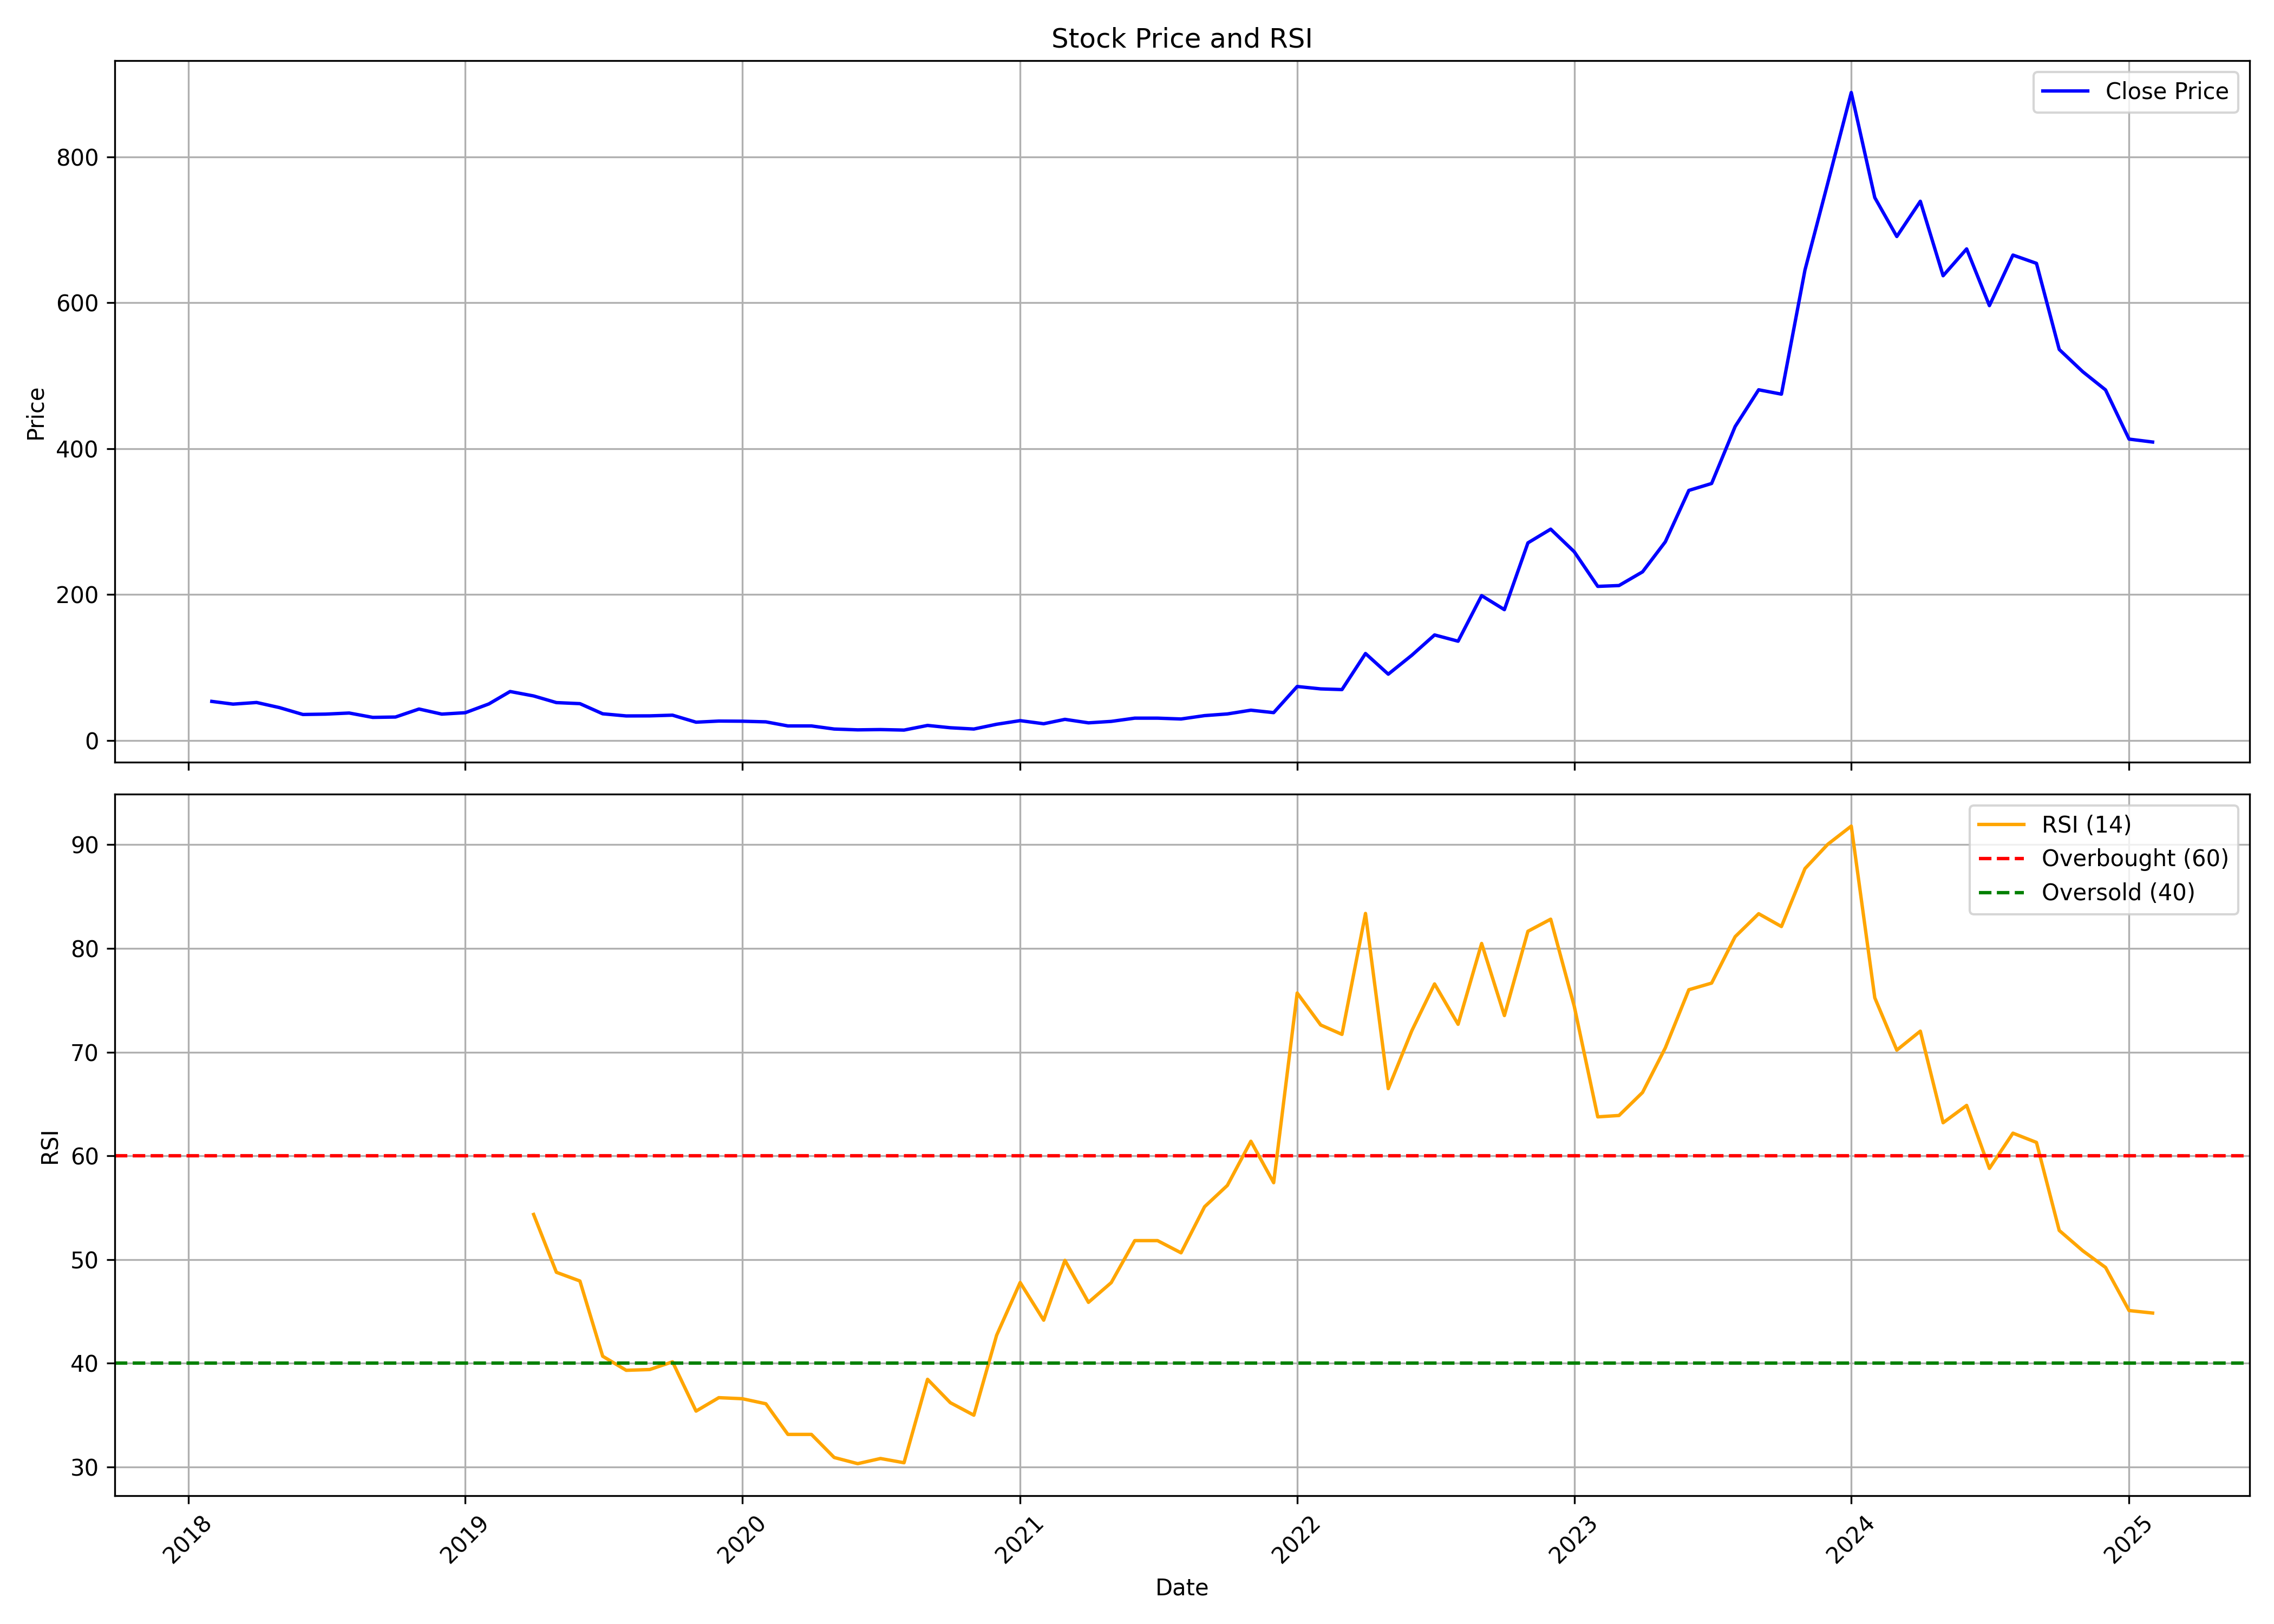 Stock Price and RSI
Close Price
Price
800
600
400
200
0
RSI (14)
Overbought (60)
Oversold (40)
RSI
90
80
70
60
50
40
30
2018
2019
2020
2021
2022
2023
2024
2025
Date